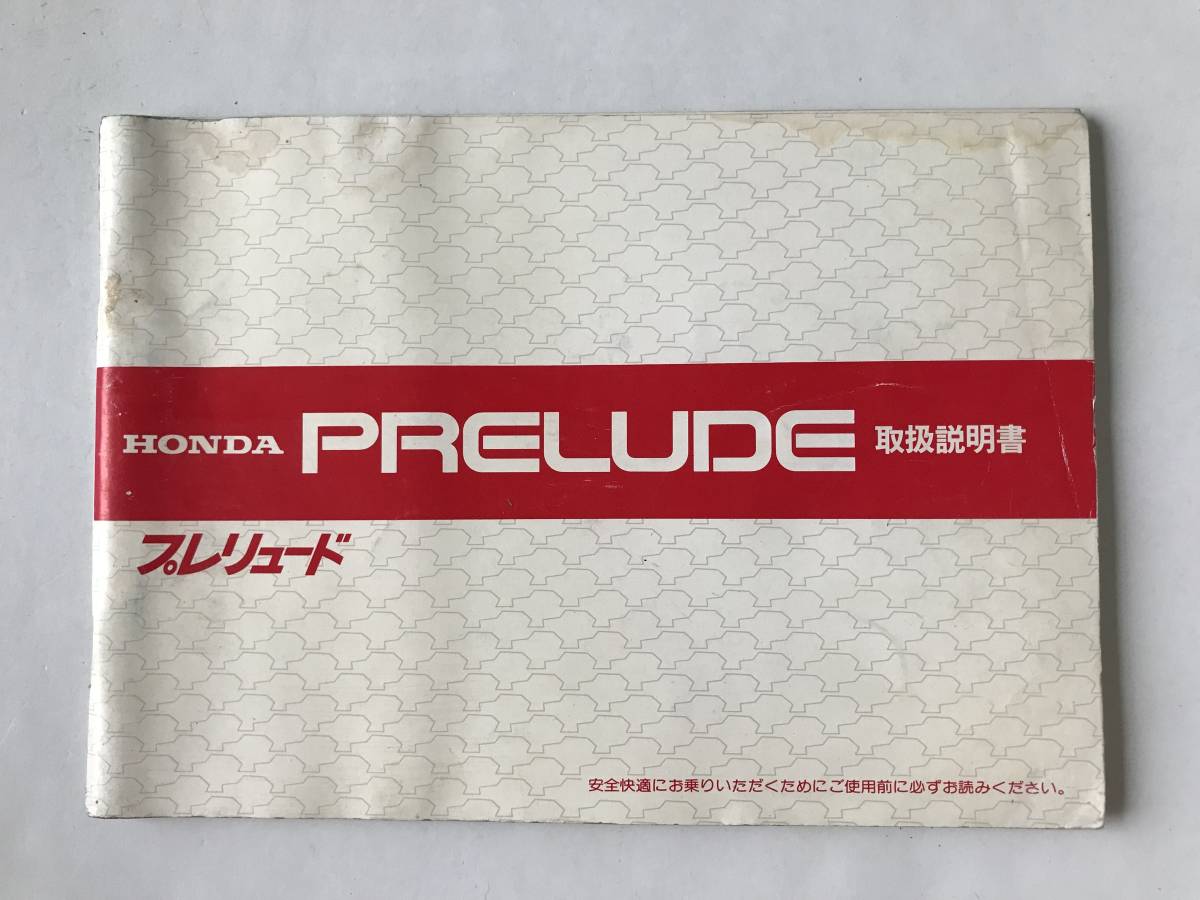 HONDA PRELUDE 取扱説明書
プレリュード
安全快適にお乗りいただくためにご使用前に必ずお読みください。